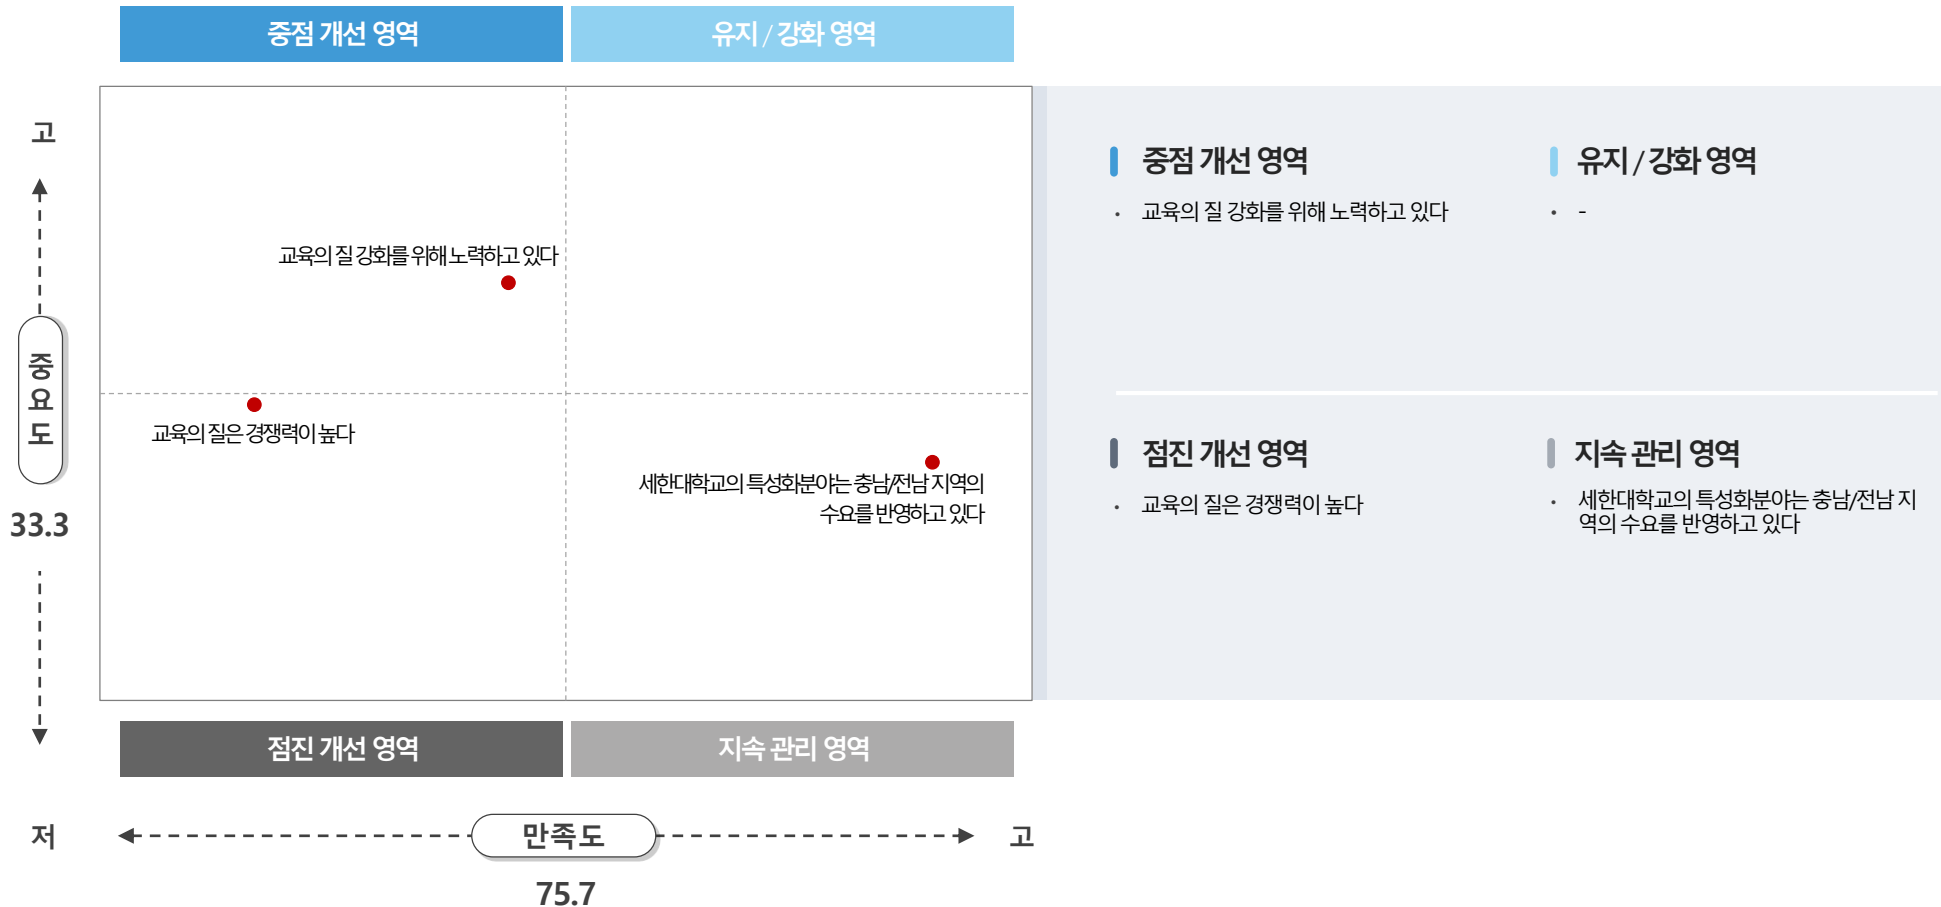 중점 개선 영역
유지 / 강화 영역
고
중요도
33.3
저
교육의 질 강화를 위해 노력하고 있다
교육의 질은 경쟁력이 높다
세한대학교의 특성화분야는 충남/전남 지역의
수요를 반영하고 있다
점진 개선 영역
지속 관리 영역
만족도
고
75.7
중점 개선 영역
• 교육의 질 강화를 위해 노력하고 있다
유지 / 강화 영역
• -
점진 개선 영역
• 교육의 질은 경쟁력이 높다
지속 관리 영역
• 세한대학교의 특성화분야는 충남/전남 지
역의 수요를 반영하고 있다